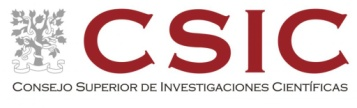 CSIC
CONSEJO SUPERIOR DE INVESTIGACIONES CIENTÍFICAS